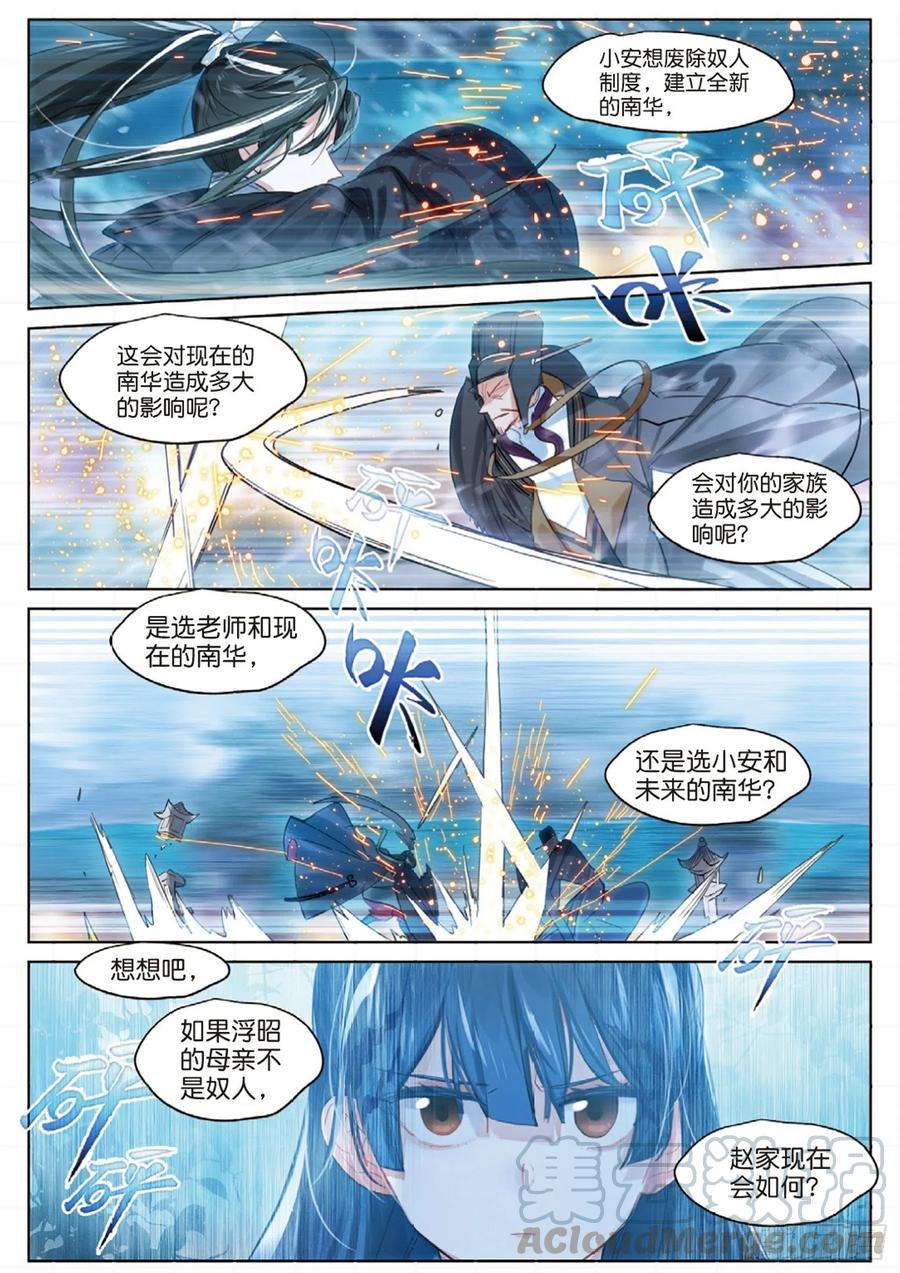 小安想废除奴人
制度，建立全新
的南华，
砰
咔
这会对现在的
南华造成多大
的影响呢？
会对你的家族
造成多大的影
响呢？
砰
咔
咔
是选老师和现
在的南华，
还是选小安和
未来的南华？
砰
想想吧，
如果浮昭
的母亲不
是奴人，
砰
砰
赵家现在
会如何？
集云数据
ACloudMerge.com